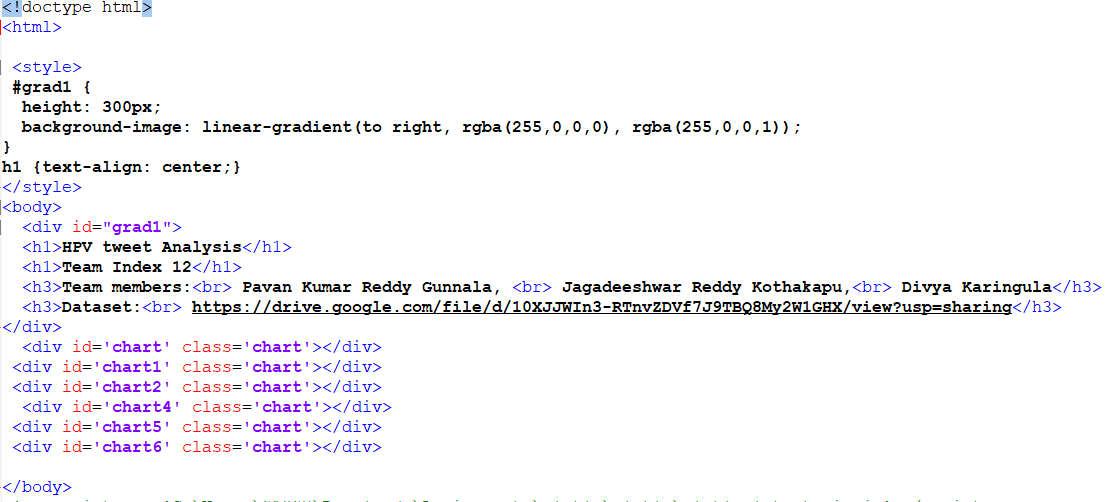 <!doctype html>
<html>
<style>
#grad1 {
height: 300px;
background-image: linear-gradient(to right, rgba(255,0,0,0), rgba(255,0,0,1));
}
h1 {text-align: center;}
</style>
<body>
<div id="grad1">
<h1>HPV tweet Analysis</h1>
<h1>Team Index 12</h1>
<h3>Team members:<br> Pavan Kumar Reddy Gunnala, <br> Jagadeeshwar Reddy Kothakapu,<br> Divya Karingula</h3>
<h3>Dataset:<br> https://drive.google.com/file/d/10XJJWIn3-RTnvZDVf7J9TBQ8My2W1GHX/view?usp=sharing</h3>
</div>
<div id='chart' class='chart'></div>
<div id='chart1' class='chart'></div>
<div id='chart2' class='chart'></div>
<div id='chart4' class='chart'></div>
<div id='chart5' class='chart'></div>
<div id='chart6' class='chart'></div>
</body>